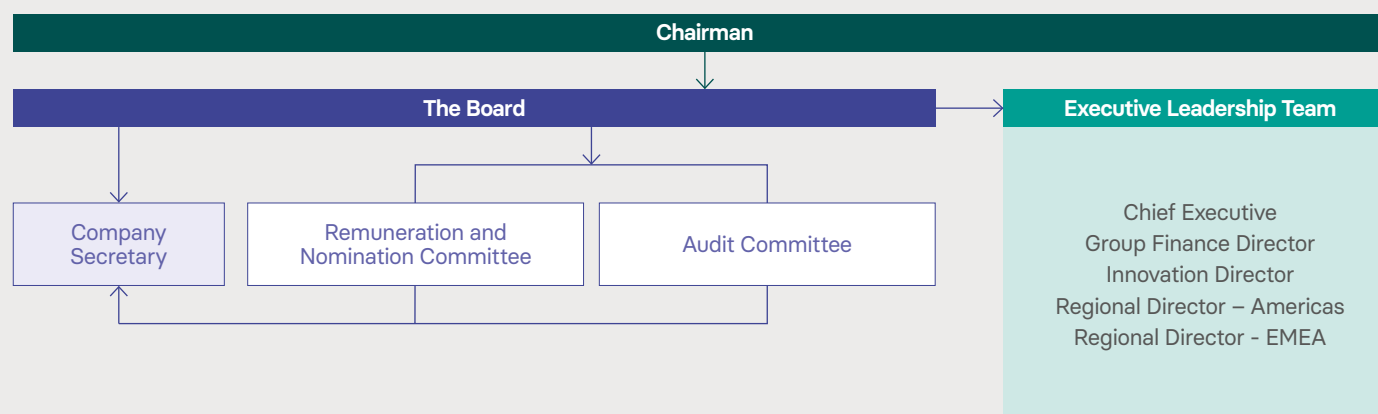 Chairman
The Board
Executive Leadership Team
Company
Secretary
Remuneration and
Nomination Committee
Audit Committee
Chief Executive
Group Finance Director
Innovation Director
Regional Director – Americas
Regional Director - EMEA